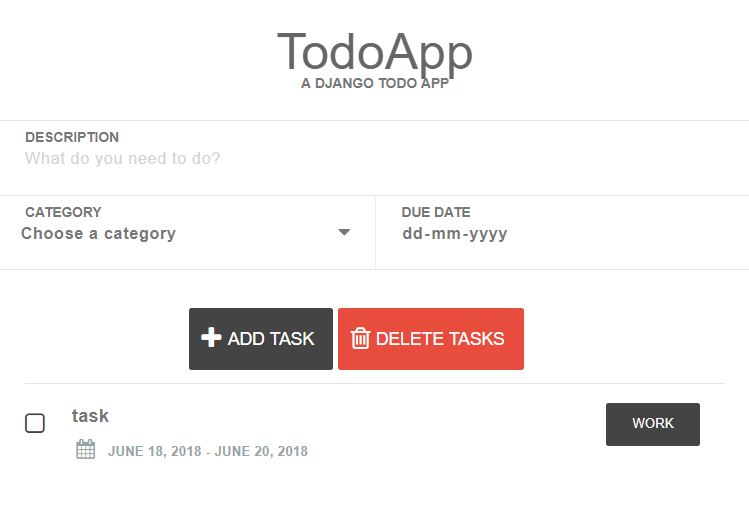 TodoApp
A DJANGO TODO APP
DESCRIPTION
What do you need to do?
CATEGORY
Choose a category
DUE DATE
dd-mm-yyyy
ADD TASK
DELETE TASKS
task
WORK
JUNE 18, 2018 - JUNE 20, 2018